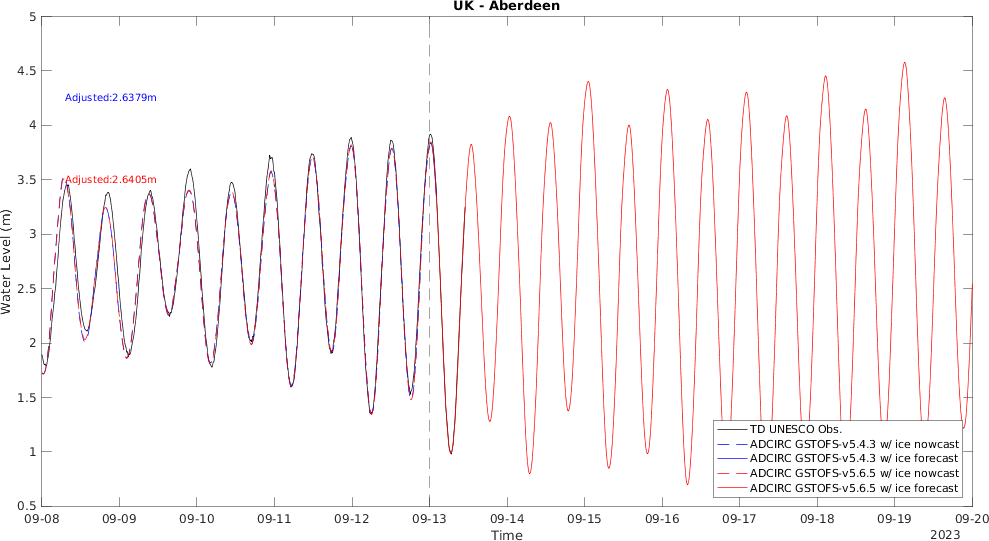 UK - Aberdeen
5
4.5
4
3.5
3
2.5
2
1.5
1
0.5
Water Level (m)
Adjusted:2.6379m
Adjusted:2.6405m
TD UNESCO Obs.
ADCIRC GSTOFS-v5.4.3 w/ ice nowcast
ADCIRC GSTOFS-v5.4.3 w/ ice forecast
ADCIRC GSTOFS-v5.6.5 w/ ice nowcast
ADCIRC GSTOFS-v5.6.5 w/ ice forecast
09-08 09-09 09-10 09-11 09-12 09-13 09-14 09-15 09-16 09-17 09-18 09-19 09-20
Time
2023